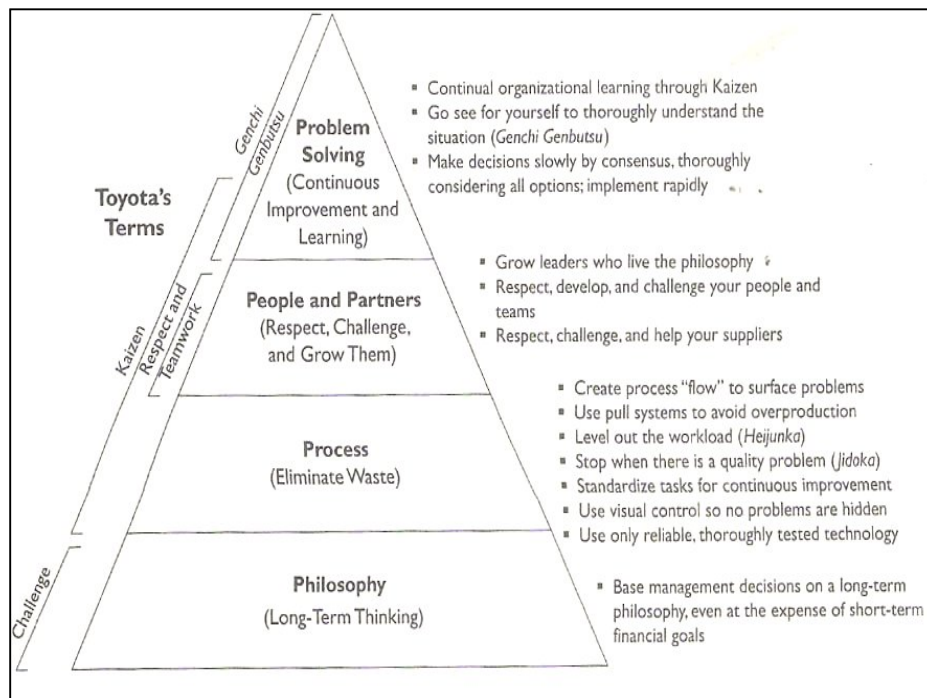 Toyota's
Terms
Genchi
Genbutsu
Kaizen
Respect and
Teamwork
Challenge
Problem
Solving
(Continuous
Improvement and
Learning)
▪ Continual organizational learning through Kaizen
▪ Go see for yourself to thoroughly understand the
situation (Genchi Genbutsu)
▪ Make decisions slowly by consensus, thoroughly
considering all options; implement rapidly
People and Partners
(Respect, Challenge,
and Grow Them)
▪ Grow leaders who live the philosophy
▪ Respect, develop, and challenge your people and
teams
▪ Respect, challenge, and help your suppliers
Process
(Eliminate Waste)
▪ Create process “flow” to surface problems
▪ Use pull systems to avoid overproduction
▪ Level out the workload (Heijunka)
▪ Stop when there is a quality problem (Jidoka)
▪ Standardize tasks for continuous improvement
▪ Use visual control so no problems are hidden
▪ Use only reliable, thoroughly tested technology
Philosophy
(Long-Term Thinking)
▪ Base management decisions on a long-term
philosophy, even at the expense of short-term
financial goals